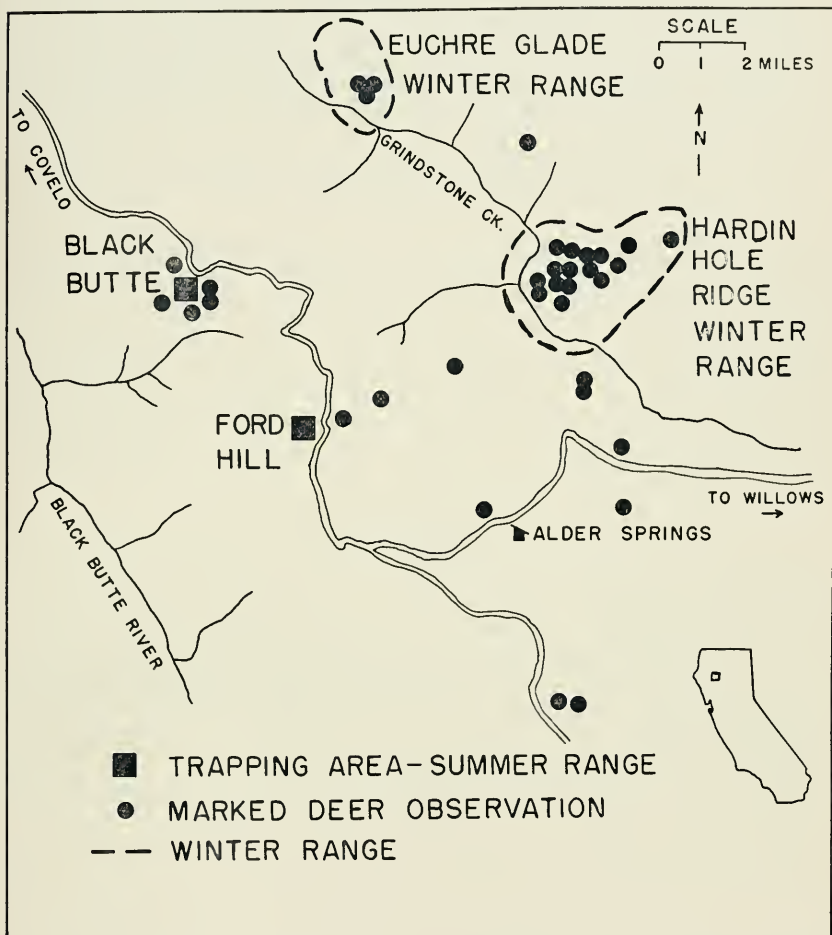 SCALE
0 1 2 MILES
N
EUCHRE GLADE
WINTER RANGE
GRINDSTONE CK.
TO COVELO
BLACK
BUTTE
HARDIN
HOLE
RIDGE
WINTER
RANGE
FORD
HILL
TO WILLOWS
ALDER SPRINGS
BLACK BUTTE RIVER
TRAPPING AREA-SUMMER RANGE
MARKED DEER OBSERVATION
WINTER RANGE